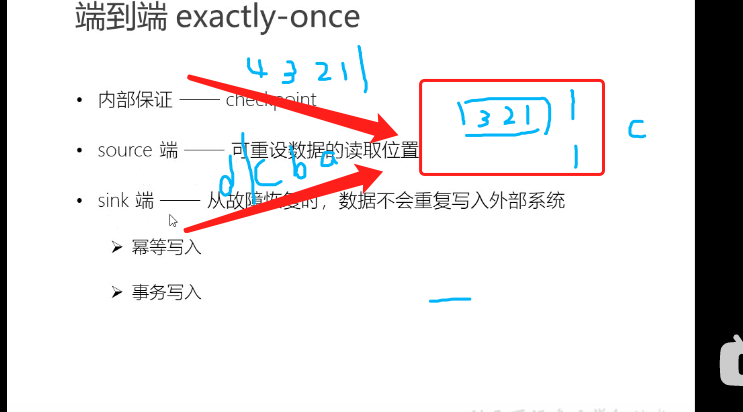 端到端 exactly-once
4 3 2 1
• 内部保证 —— checkpoint
3 2 1
• source 端 —— 可重设数据的读取位置
c
d c b a
• sink 端 —— 从故障恢复时，数据不会重复写入外部系统
➢ 幂等写入
➢ 事务写入